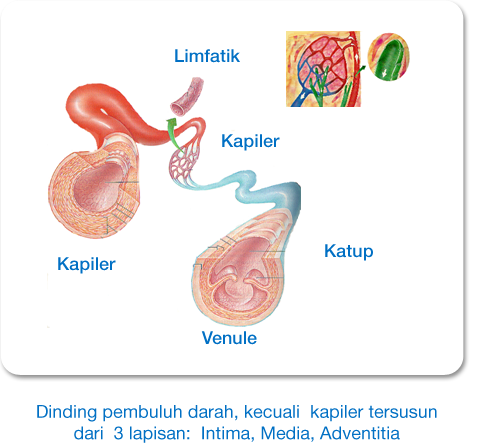 Limfatik
Kapiler
Katup
Kapiler
Venule
Dinding pembuluh darah, kecuali kapiler tersusun
dari 3 lapisan: Intima, Media, Adventitia